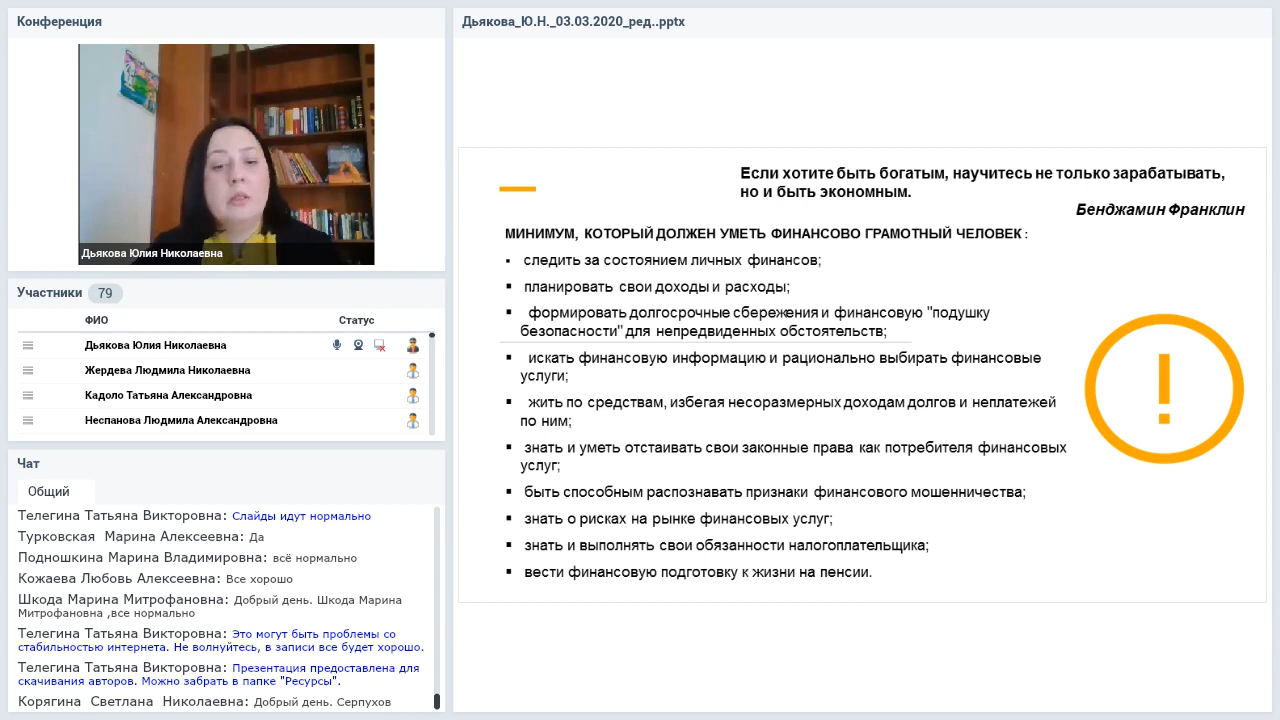 Конференция
Дьякова Юлия Николаевна
Участники 79
ФИО Статус
Дьякова Юлия Николаевна
Жердева Людмила Николаевна
Кадоло Татьяна Александровна
Неспанова Людмила Александровна
Чат
Общий
Телегина Татьяна Викторовна: Слайды идут нормально
Турковская Марина Алексеевна: Да
Подношкина Марина Владимировна: всё нормально
Кожаева Любовь Алексеевна: Все хорошо
Шкода Марина Митрофановна: Добрый день. Шкода Марина
Митрофановна ,все нормально
Телегина Татьяна Викторовна: Это могут быть проблемы со
стабильностью интернета. Не волнуйтесь, в записи все будет хорошо.
Телегина Татьяна Викторовна: Презентация предоставлена для
скачивания авторов. Можно забрать в папке "Ресурсы".
Корягина Светлана Николаевна: Добрый день. Серпухов
Дьякова_Ю.Н._03.03.2020_ред..pptx
Если хотите быть богатым, научитесь не только зарабатывать,
но и быть экономным.
Бенджамин Франклин
МИНИМУМ, КОТОРЫЙ ДОЛЖЕН УМЕТЬ ФИНАНСОВО ГРАМОТНЫЙ ЧЕЛОВЕК :
▪ следить за состоянием личных финансов;
▪ планировать свои доходы и расходы;
▪ формировать долгосрочные сбережения и финансовую "подушку
безопасности" для непредвиденных обстоятельств;
▪ искать финансовую информацию и рационально выбирать финансовые
услуги;
▪ жить по средствам, избегая несоразмерных доходам долгов и неплатежей
по ним;
▪ знать и уметь отстаивать свои законные права как потребителя финансовых
услуг;
▪ быть способным распознавать признаки финансового мошенничества;
▪ знать о рисках на рынке финансовых услуг;
▪ знать и выполнять свои обязанности налогоплательщика;
▪ вести финансовую подготовку к жизни на пенсии.
!